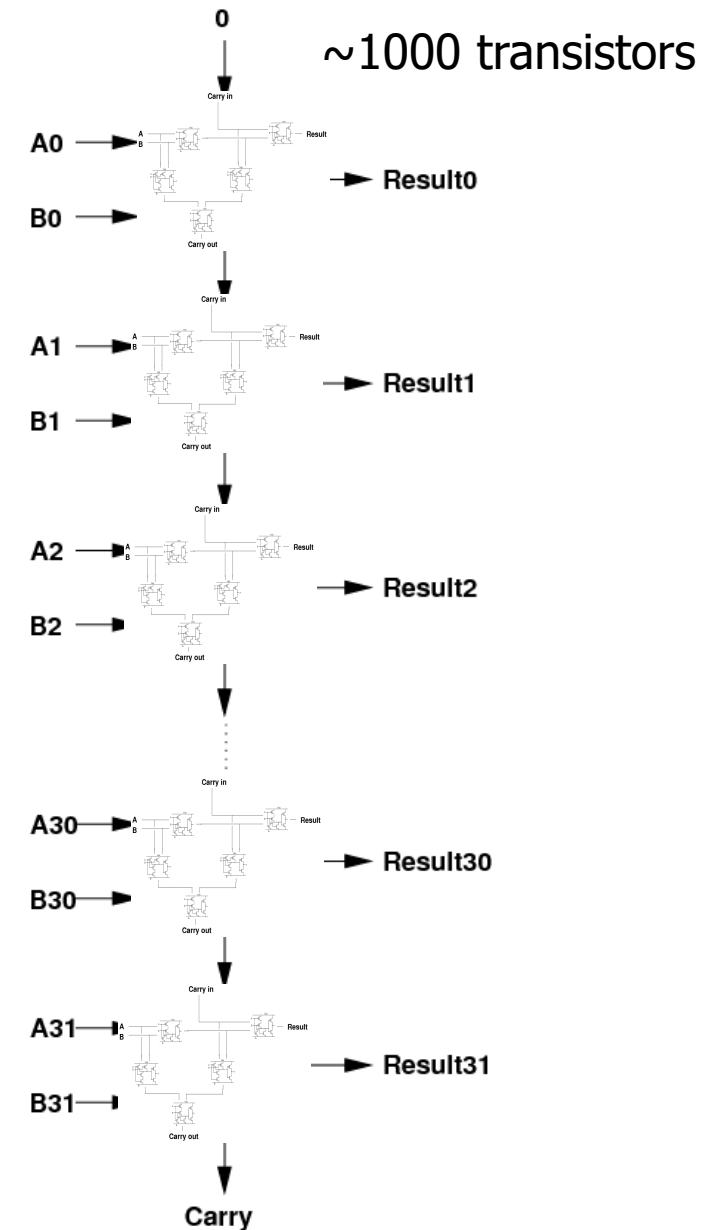 0
~1000 transistors
Carry in
A0
A
B
Result
Result0
B0
Carry out
Carry in
A1
A
B
Result
Result1
B1
Carry out
Carry in
A2
A
B
Result
Result2
B2
Carry out
Carry in
A30
A
B
Result
Result30
B30
Carry out
Carry in
A31
A
B
Result
Result31
B31
Carry out
Carry